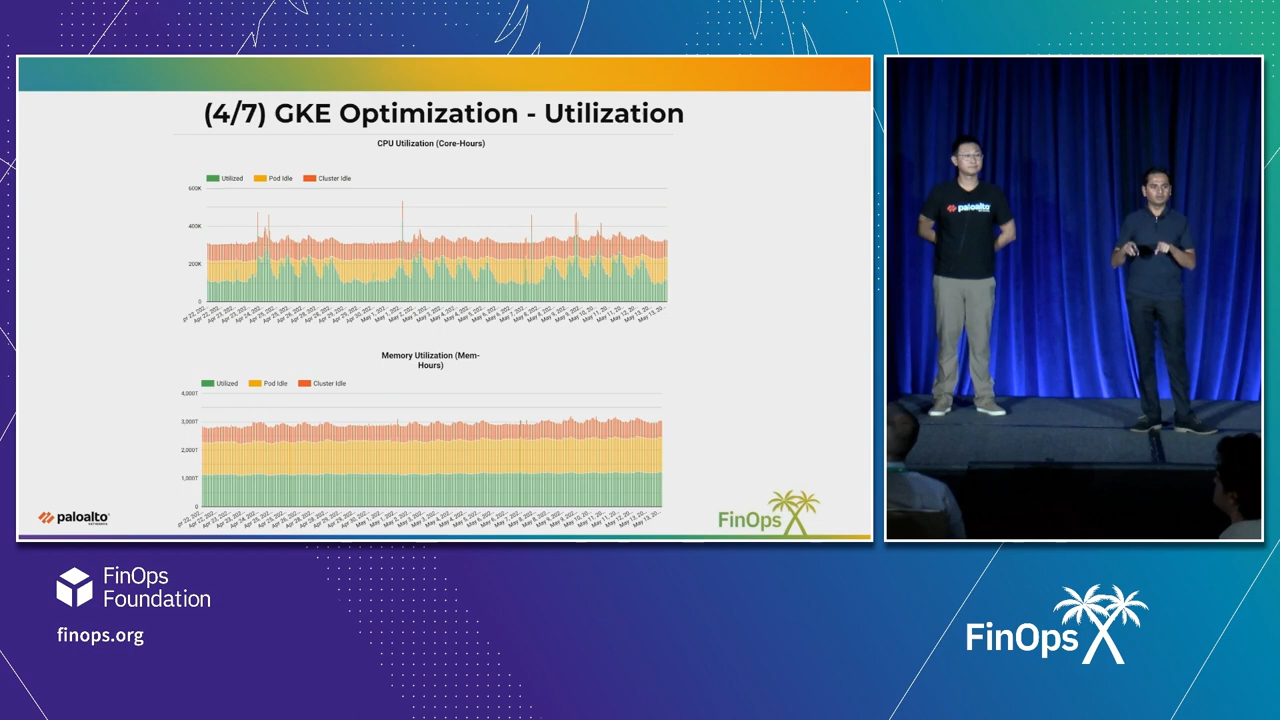 (4/7) GKE Optimization - Utilization
CPU Utilization (Core-Hours)
Utilized Pod Idle Cluster Idle
600K
400K
200K
0
Memory Utilization (Mem-
Hours)
Utilized Pod Idle Cluster Idle
4,000T
3,000T
2,000T
1,000T
0
paloalto
NETWORKS
FinOps X
paloalto
FinOps
Foundation
finops.org
FinOps X